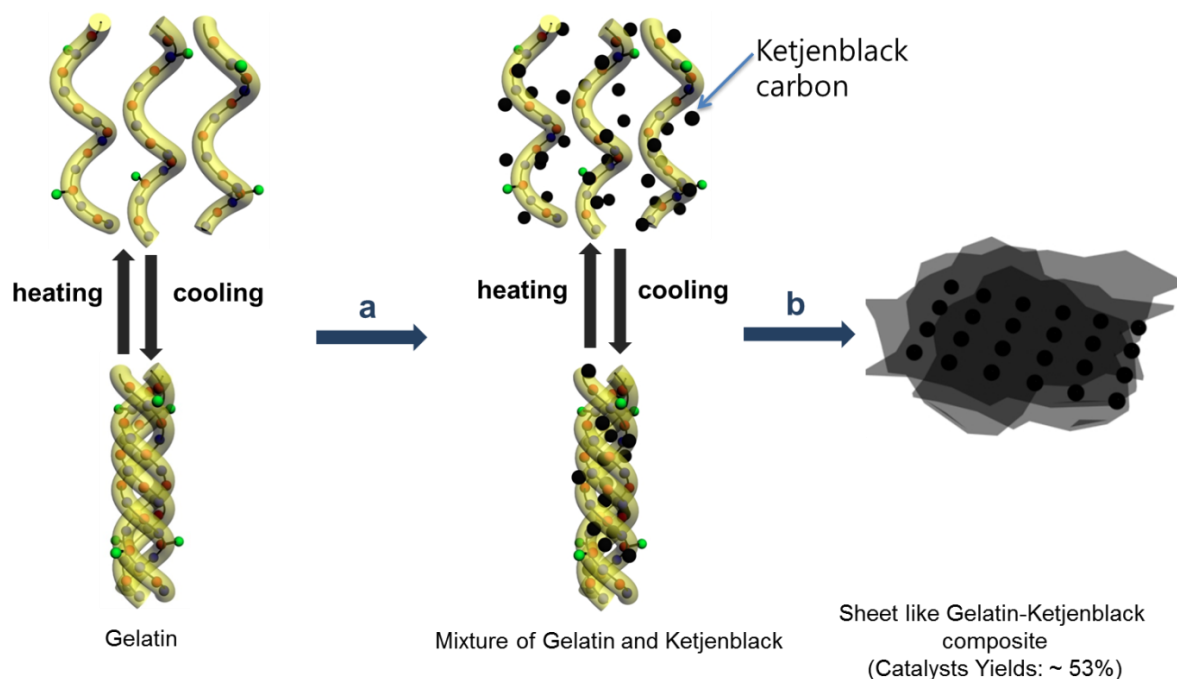 Ketjenblack
carbon
heating
cooling
a
heating
cooling
b
Gelatin
Mixture of Gelatin and Ketjenblack
Sheet like Gelatin-Ketjenblack
composite
(Catalysts Yields: ~ 53%)